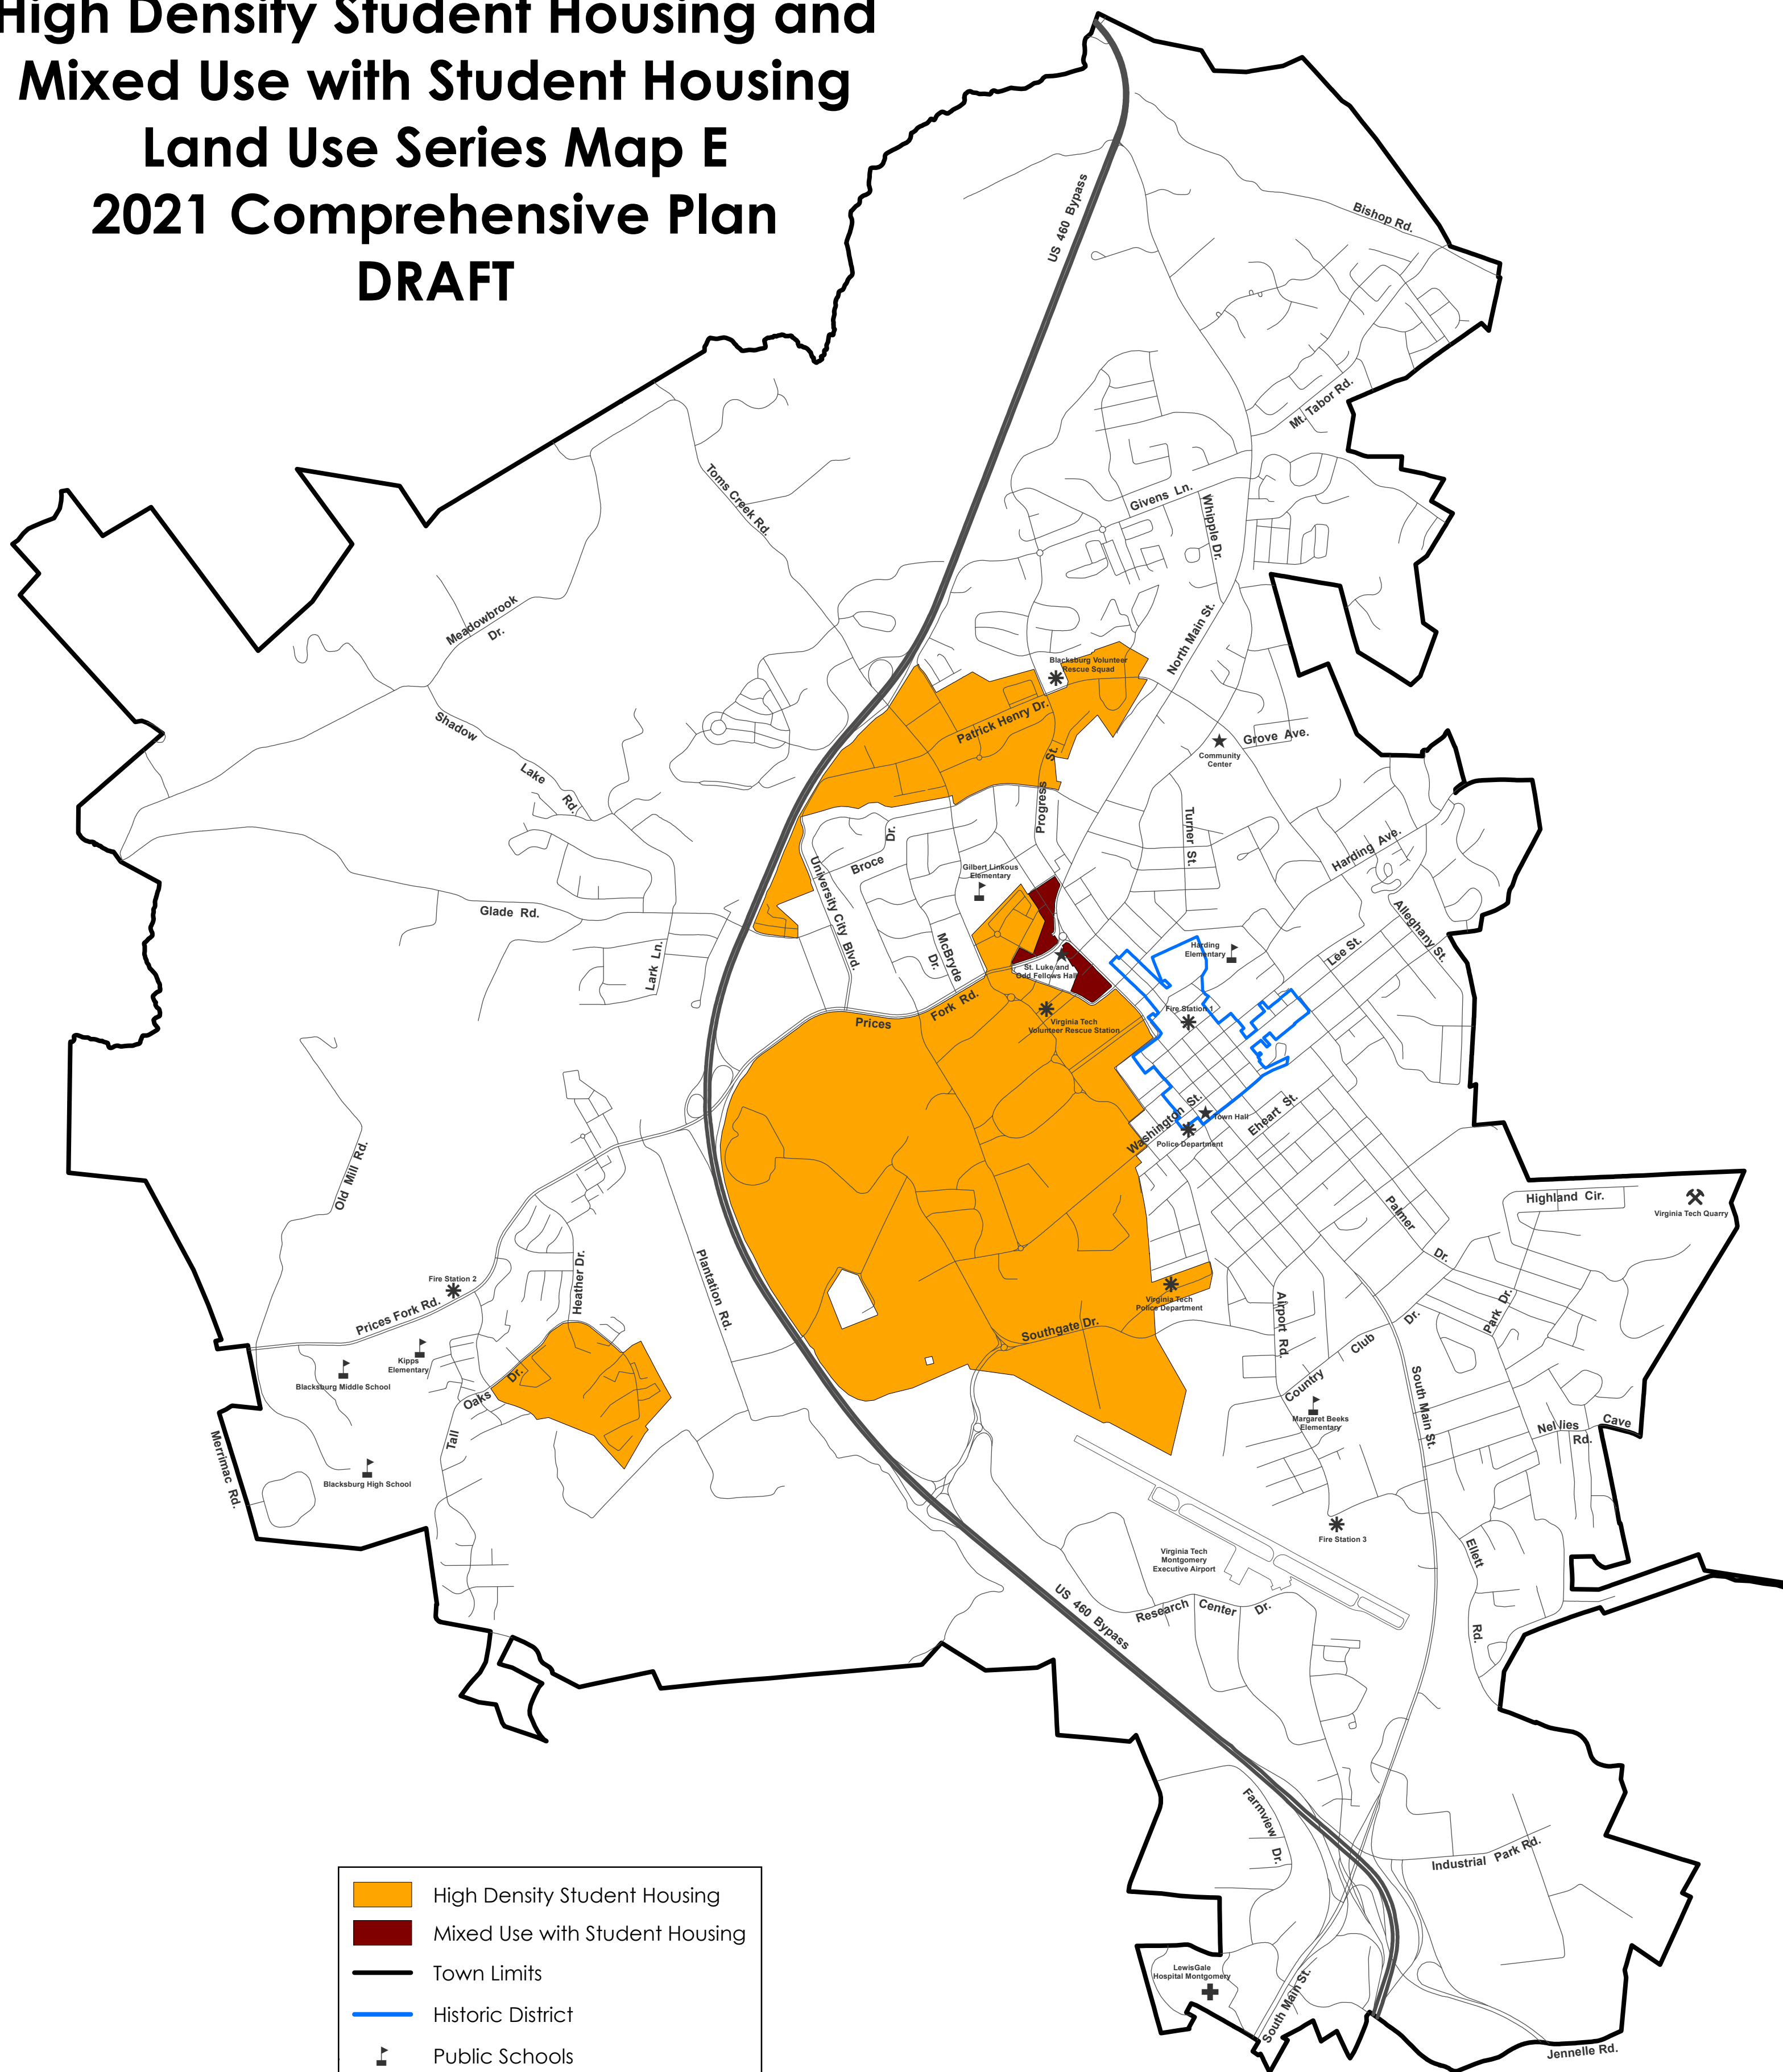 High Density Student Housing and
Mixed Use with Student Housing
Land Use Series Map E
2021 Comprehensive Plan
DRAFT
US 460 Bypass
Bishop Rd.
Mt. Tabor Rd.
Toms Creek Rd.
Givens Ln.
Whipple Dr.
Meadowbrook
Dr.
North Main St.
Blacksburg Volunteer
Rescue Squad
Shadow
Lake
Rd.
Patrick Henry Dr.
Grove Ave.
Community
Center
Progress
St.
Turner St.
Harding Ave.
Broce
Dr.
University City Blvd.
Gilbert Linkous
Elementary
McBryde
Dr.
Glade Rd.
Lark Ln.
Alleghany St.
Lee St.
Harding
Elementary
St. Luke and
Odd Fellows Hall
Prices
Fork Rd.
Virginia Tech
Volunteer Rescue Station
Fire Station 1
Washington St.
Town Hall
Eheart St.
Police Department
Old Mill Rd.
Highland Cir.
Virginia Tech Quarry
Palmer
Dr.
Heather Dr.
Plantation Rd.
Fire Station 2
Prices Fork Rd.
Virginia Tech
Police Department
Southgate Dr.
Airport Rd.
Park Dr.
Country
Club
Dr.
Kipps
Elementary
Blacksburg Middle School
Tall
Oaks
Dr.
South Main St.
Margaret Beeks
Elementary
Nellies
Cave
Rd.
Merrimac Rd.
Blacksburg High School
Fire Station 3
Virginia Tech
Montgomery
Executive Airport
Ellett
Rd.
US 460 Bypass
Research
Center
Dr.
Farmview
Dr.
Industrial Park Rd.
LewisGale
Hospital Montgomery
South Main St.
Jennelle Rd.
High Density Student Housing
Mixed Use with Student Housing
Town Limits
Historic District
Public Schools